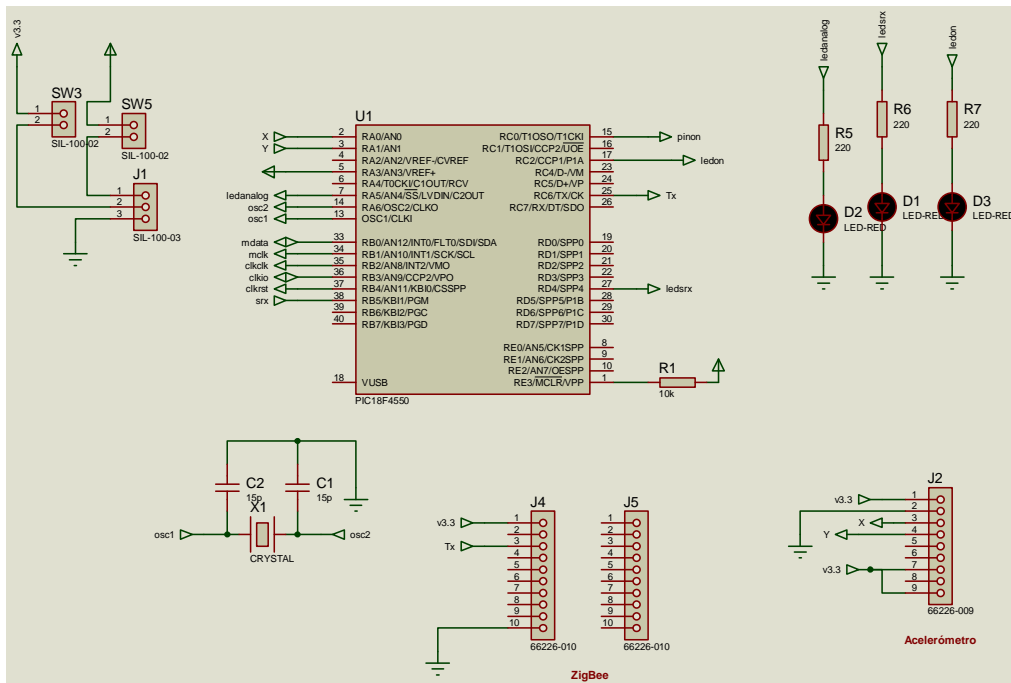 v3.3
SW3
1
2
SIL-100-02
SW5
1
2
SIL-100-02
J1
1
2
3
SIL-100-03
U1
X 2 RA0/AN0 RC0/T1OSO/T1CKI 15 pinon
Y 3 RA1/AN1 RC1/T1OSI/CCP2/UOE 16
4 RA2/AN2/VREF-/CVREF RC2/CCP1/P1A 17 ledon
5 RA3/AN3/VREF+ RC4/D-/VM 23
6 RA4/T0CKI/C1OUT/RCV RC5/D+/VP 24
ledanalog 7 RA5/AN4/SS/LVDIN/C2OUT RC6/TX/CK 25 Tx
osc2 14 RA6/OSC2/CLKO RC7/RX/DT/SDO 26
osc1 13 OSC1/CLKI
mdata 33 RB0/AN12/INT0/FLT0/SDI/SDA RD0/SPP0 19
mclk 34 RB1/AN10/INT1/SCK/SCL RD1/SPP1 20
clkclk 35 RB2/AN8/INT2/VMO RD2/SPP2 21
clkio 36 RB3/AN9/CCP2/VPO RD3/SPP3 22
clkrst 37 RB4/AN11/KBI0/CSSPP RD4/SPP4 27 ledsrx
srx 38 RB5/KBI1/PGM RD5/SPP5/P1B 28
39 RB6/KBI2/PGC RD6/SPP6/P1C 29
40 RB7/KBI3/PGD RD7/SPP7/P1D 30
RE0/AN5/CK1SPP 8
RE1/AN6/CK2SPP 9
RE2/AN7/OESPP 10
18 VUSB RE3/MCLR/VPP 1
PIC18F4550
R1
10k
ledanalog
ledsrx
ledon
R5
220
R6
220
R7
220
D2
LED-RED
D1
LED-RED
D3
LED-RED
C2
15p
C1
15p
X1
osc1
osc2
CRYSTAL
J4
v3.3 1
2
Tx 3
4
5
6
7
8
9
10
66226-010
J5
1
2
3
4
5
6
7
8
9
10
66226-010
ZigBee
J2
v3.3 1
2
X 3
Y 4
5
6
v3.3 7
8
9
66226-009
Acelerómetro